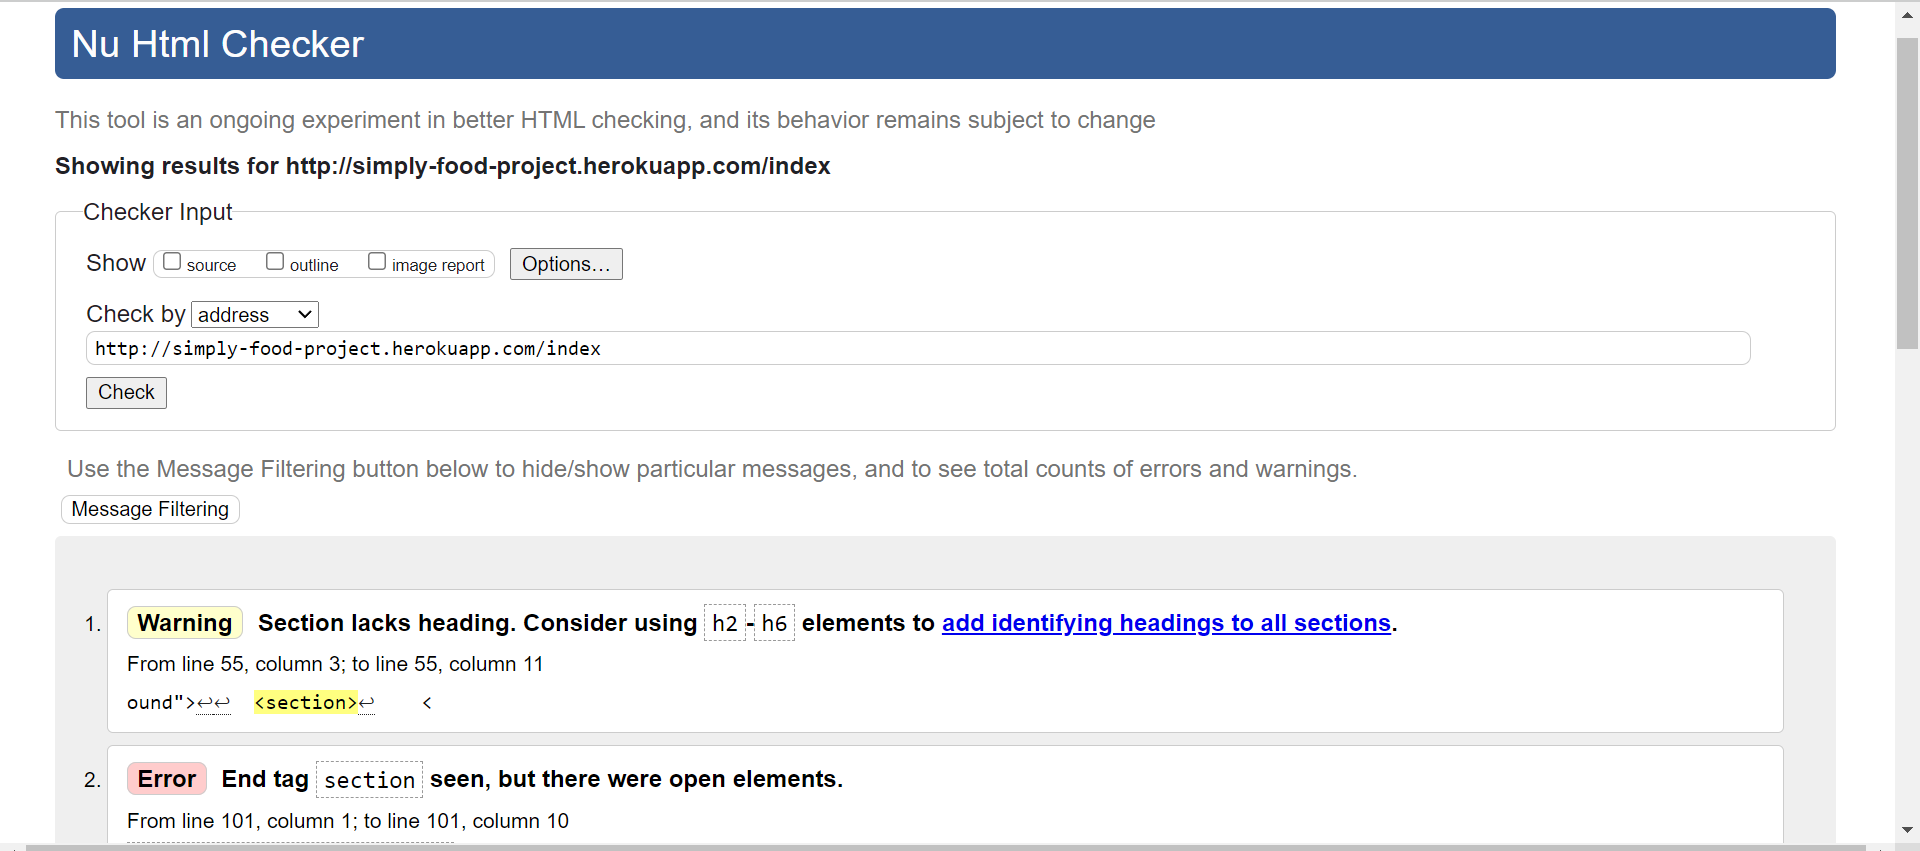 Nu Html Checker
This tool is an ongoing experiment in better HTML checking, and its behavior remains subject to change
Showing results for http://simply-food-project.herokuapp.com/index
Checker Input
Show source outline image report Options...
Check by address
http://simply-food-project.herokuapp.com/index
Check
Use the Message Filtering button below to hide/show particular messages, and to see total counts of errors and warnings.
Message Filtering
1. Warning Section lacks heading. Consider using h2-h6 elements to add identifying headings to all sections.
From line 55, column 3; to line 55, column 11
ound">↩↩ <section>↩ <
2. Error End tag section seen, but there were open elements.
From line 101, column 1; to line 101, column 10